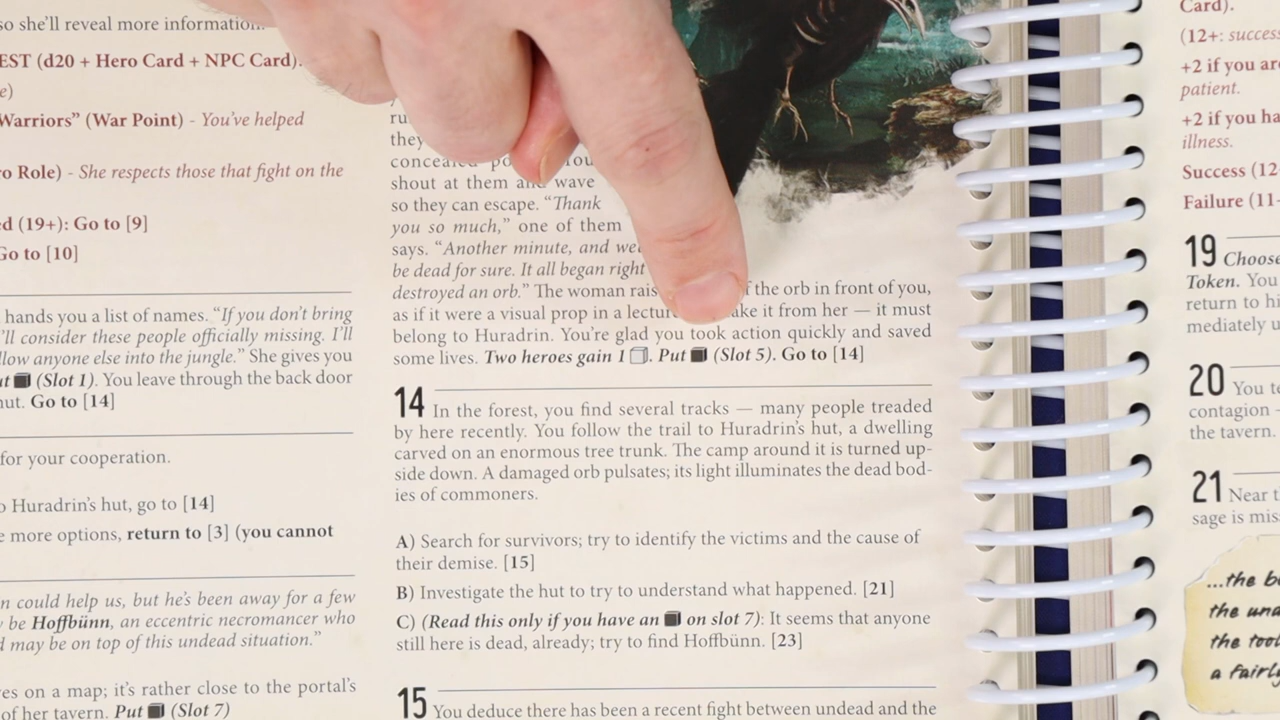 so she'll reveal more information.
EST (d20 + Hero Card + NPC Card).
e)
Warriors” (War Point) - You've helped
ro Role) - She respects those that fight on the
ed (19+): Go to [9]
Go to [10]
hands you a list of names. “If you don't bring
'll consider these people officially missing. I'll
llow anyone else into the jungle.” She gives you
ut (Slot 1). You leave through the back door
hut. Go to [14]
for your cooperation.
o Huradrin's hut, go to [14]
e more options, return to [3] (you cannot
n could help us, but he's been away for a few
y be Hoffbünn, an eccentric necromancer who
d may be on top of this undead situation.”
res on a map; it's rather close to the portal's
of her tavern. Put (Slot 7)
ru
they
concealed
shout at them and wave
so they can escape. “Thank
you so much,” one of them
says. “Another minute, and
be dead for sure. It all began right
destroyed an orb.” The woman the orb in front of you,
as if it were a visual prop in a it from her — it must
belong to Huradrin. You're glad you took action quickly and saved
some lives. Two heroes gain 1 . Put (Slot 5). Go to [14]
14 In the forest, you find several tracks — many people treaded
by here recently. You follow the trail to Huradrin's hut, a dwelling
carved on an enormous tree trunk. The camp around it is turned up-
side down. A damaged orb pulsates; its light illuminates the dead bod-
ies of commoners.
A) Search for survivors; try to identify the victims and the cause of
their demise. [15]
B) Investigate the hut to try to understand what happened. [21]
C) (Read this only if you have an on slot 7): It seems that anyone
still here is dead, already; try to find Hoffbünn. [23]
15 You deduce there has been a recent fight between undead and the
Card).
(12+: success
+2 if you are
patient.
+2 if you ha
illness.
Success (12
Failure (11-
19 Choose
Token. You
return to hi
mediately u
20 You to
contagion
the tavern.
21 Near t
sage is miss
...the bo
the und
the tool
a fairly